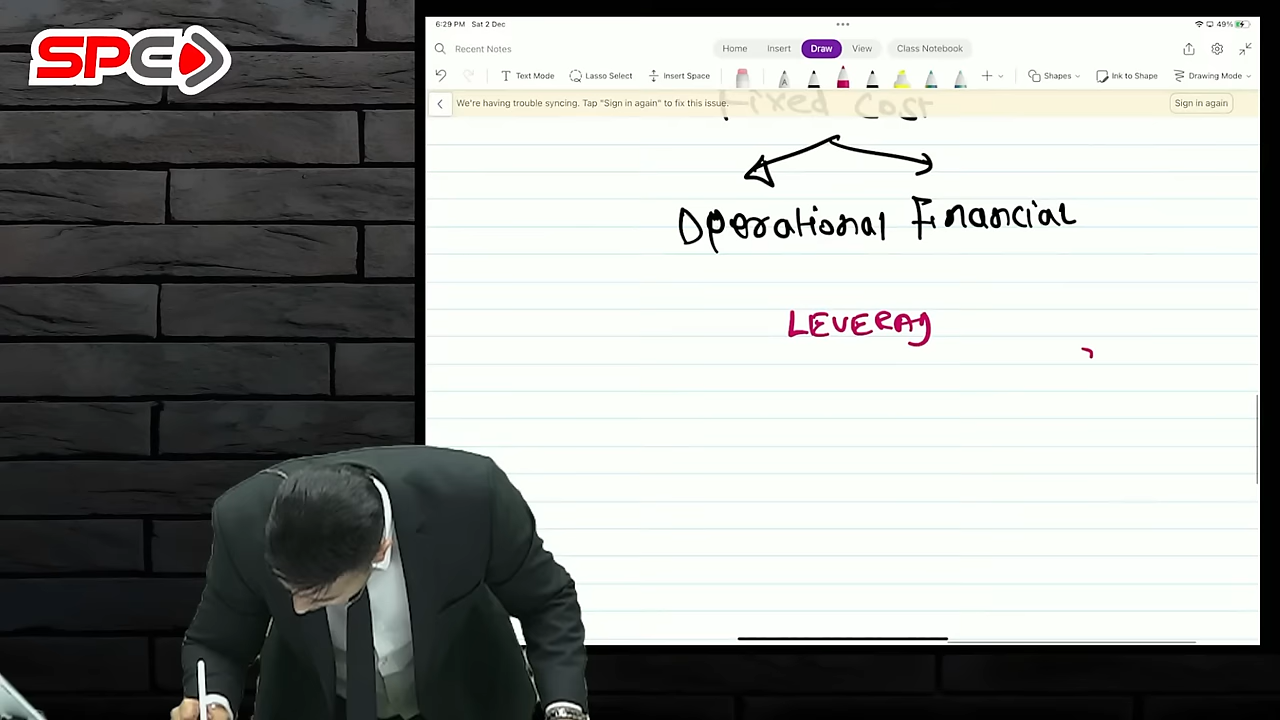 SPC
6:29 PM Sat 2 Dec
49%
Recent Notes
Home Insert Draw View Class Notebook
Text Mode Lasso Select Insert Space Shapes Ink to Shape Drawing Mode
We're having trouble syncing. Tap "Sign in again" to fix this issue. Sign in again
Fixed Cost
Operational Financial
LEVERAg